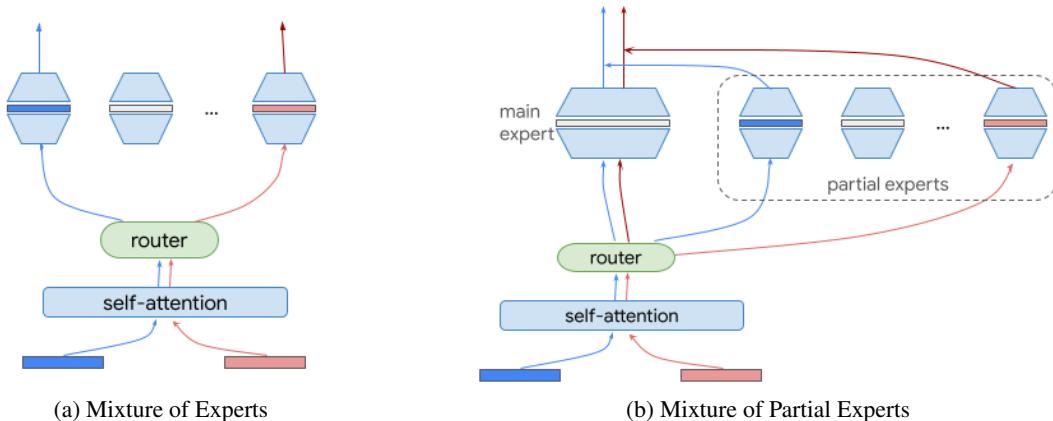 ...
router
self-attention
(a) Mixture of Experts
main
expert
...
partial experts
router
self-attention
(b) Mixture of Partial Experts